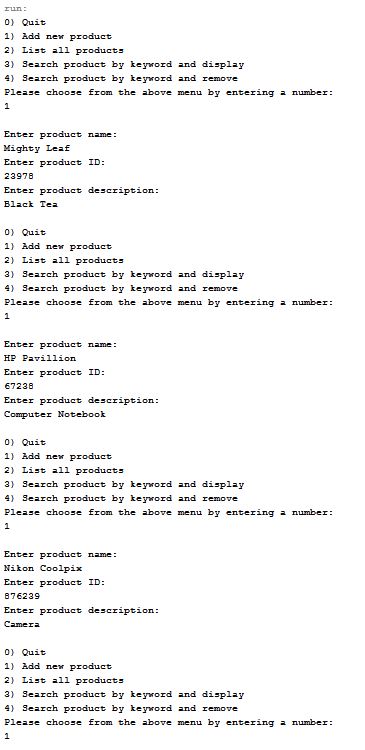 run:
0) Quit
1) Add new product
2) List all products
3) Search product by keyword and display
4) Search product by keyword and remove
Please choose from the above menu by entering a number:
1
Enter product name:
Mighty Leaf
Enter product ID:
23978
Enter product description:
Black Tea
0) Quit
1) Add new product
2) List all products
3) Search product by keyword and display
4) Search product by keyword and remove
Please choose from the above menu by entering a number:
1
Enter product name:
HP Pavillion
Enter product ID:
67238
Enter product description:
Computer Notebook
0) Quit
1) Add new product
2) List all products
3) Search product by keyword and display
4) Search product by keyword and remove
Please choose from the above menu by entering a number:
1
Enter product name:
Nikon Coolpix
Enter product ID:
876239
Enter product description:
Camera
0) Quit
1) Add new product
2) List all products
3) Search product by keyword and display
4) Search product by keyword and remove
Please choose from the above menu by entering a number:
1